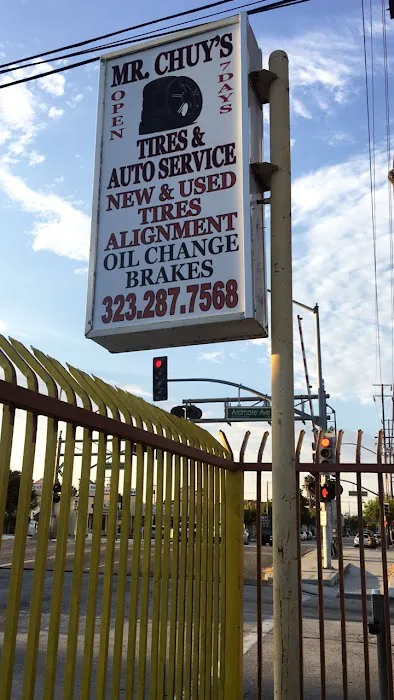 MR. CHUY'S
OPEN
7 DAYS
TIRES &
AUTO SERVICE
NEW & USED
TIRES
ALIGNMENT
OIL CHANGE
BRAKES
323.287.7568
Ardmore Ave